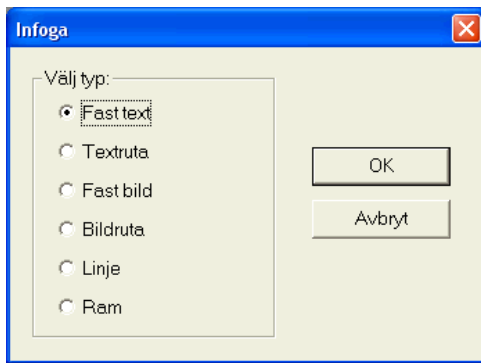 Infoga
Välj typ:
Fast text
Textruta
Fast bild
Bildruta
Linje
Ram
OK
Avbryt